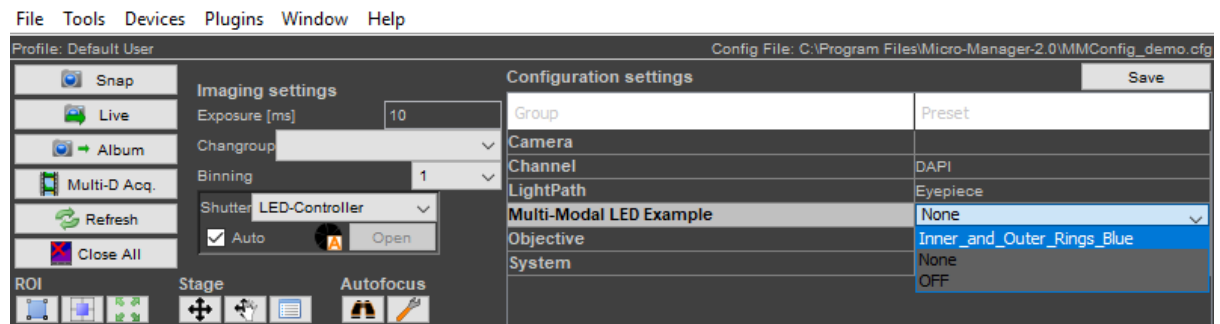 File Tools Devices Plugins Window Help
Profile: Default User
Config File: C:\Program Files\Micro-Manager-2.0\MMConfig_demo.cfg
Snap
Live
Album
Multi-D Acq.
Refresh
Close All
Imaging settings
Exposure [ms] 10
Changroup
Binning 1
Shutter LED-Controller
Auto A Open
ROI
Stage
Autofocus
Configuration settings
Save
Group Preset
Camera
Channel DAPI
LightPath Eyepiece
Multi-Modal LED Example None
Objective
System
Inner_and_Outer_Rings_Blue
None
OFF